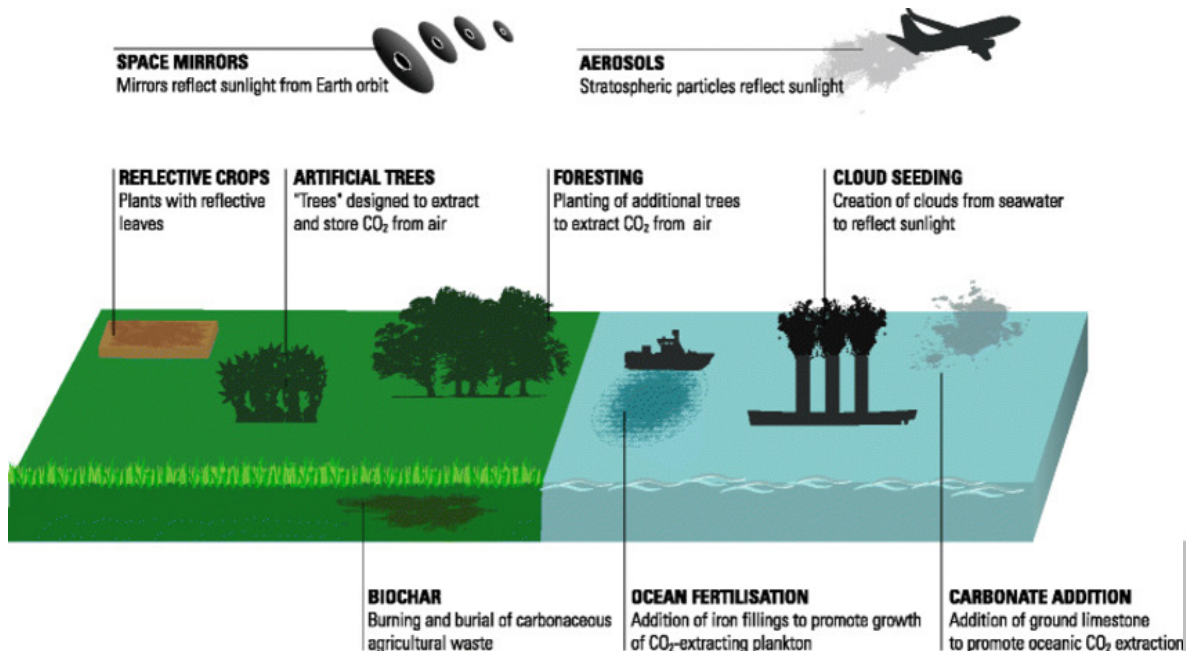 SPACE MIRRORS
Mirrors reflect sunlight from Earth orbit
AEROSOLS
Stratospheric particles reflect sunlight
REFLECTIVE CROPS
Plants with reflective
leaves
ARTIFICIAL TREES
"Trees" designed to extract
and store CO₂ from air
FORESTING
Planting of additional trees
to extract CO₂ from air
CLOUD SEEDING
Creation of clouds from seawater
to reflect sunlight
BIOCHAR
Burning and burial of carbonaceous
agricultural waste
OCEAN FERTILISATION
Addition of iron fillings to promote growth
of CO₂-extracting plankton
CARBONATE ADDITION
Addition of ground limestone
to promote oceanic CO₂ extraction